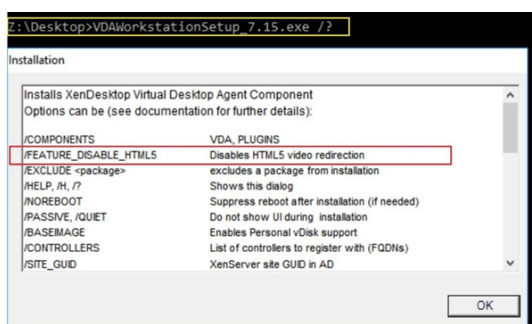 Z:\Desktop>VDAWorkstationSetup_7.15.exe /?
Installation
Installs XenDesktop Virtual Desktop Agent Component
Options can be (see documentation for further details):
/COMPONENTS VDA, PLUGINS
/FEATURE_DISABLE_HTML5 Disables HTML5 video redirection
/EXCLUDE <package> excludes a package from installation
/HELP, /H, /? Shows this dialog
/NOREBOOT Suppress reboot after installation (if needed)
/PASSIVE, /QUIET Do not show UI during installation
/BASEIMAGE Enables Personal vDisk support
/CONTROLLERS List of controllers to register with (FQDNs)
/SITE_GUID XenServer site GUID in AD
OK